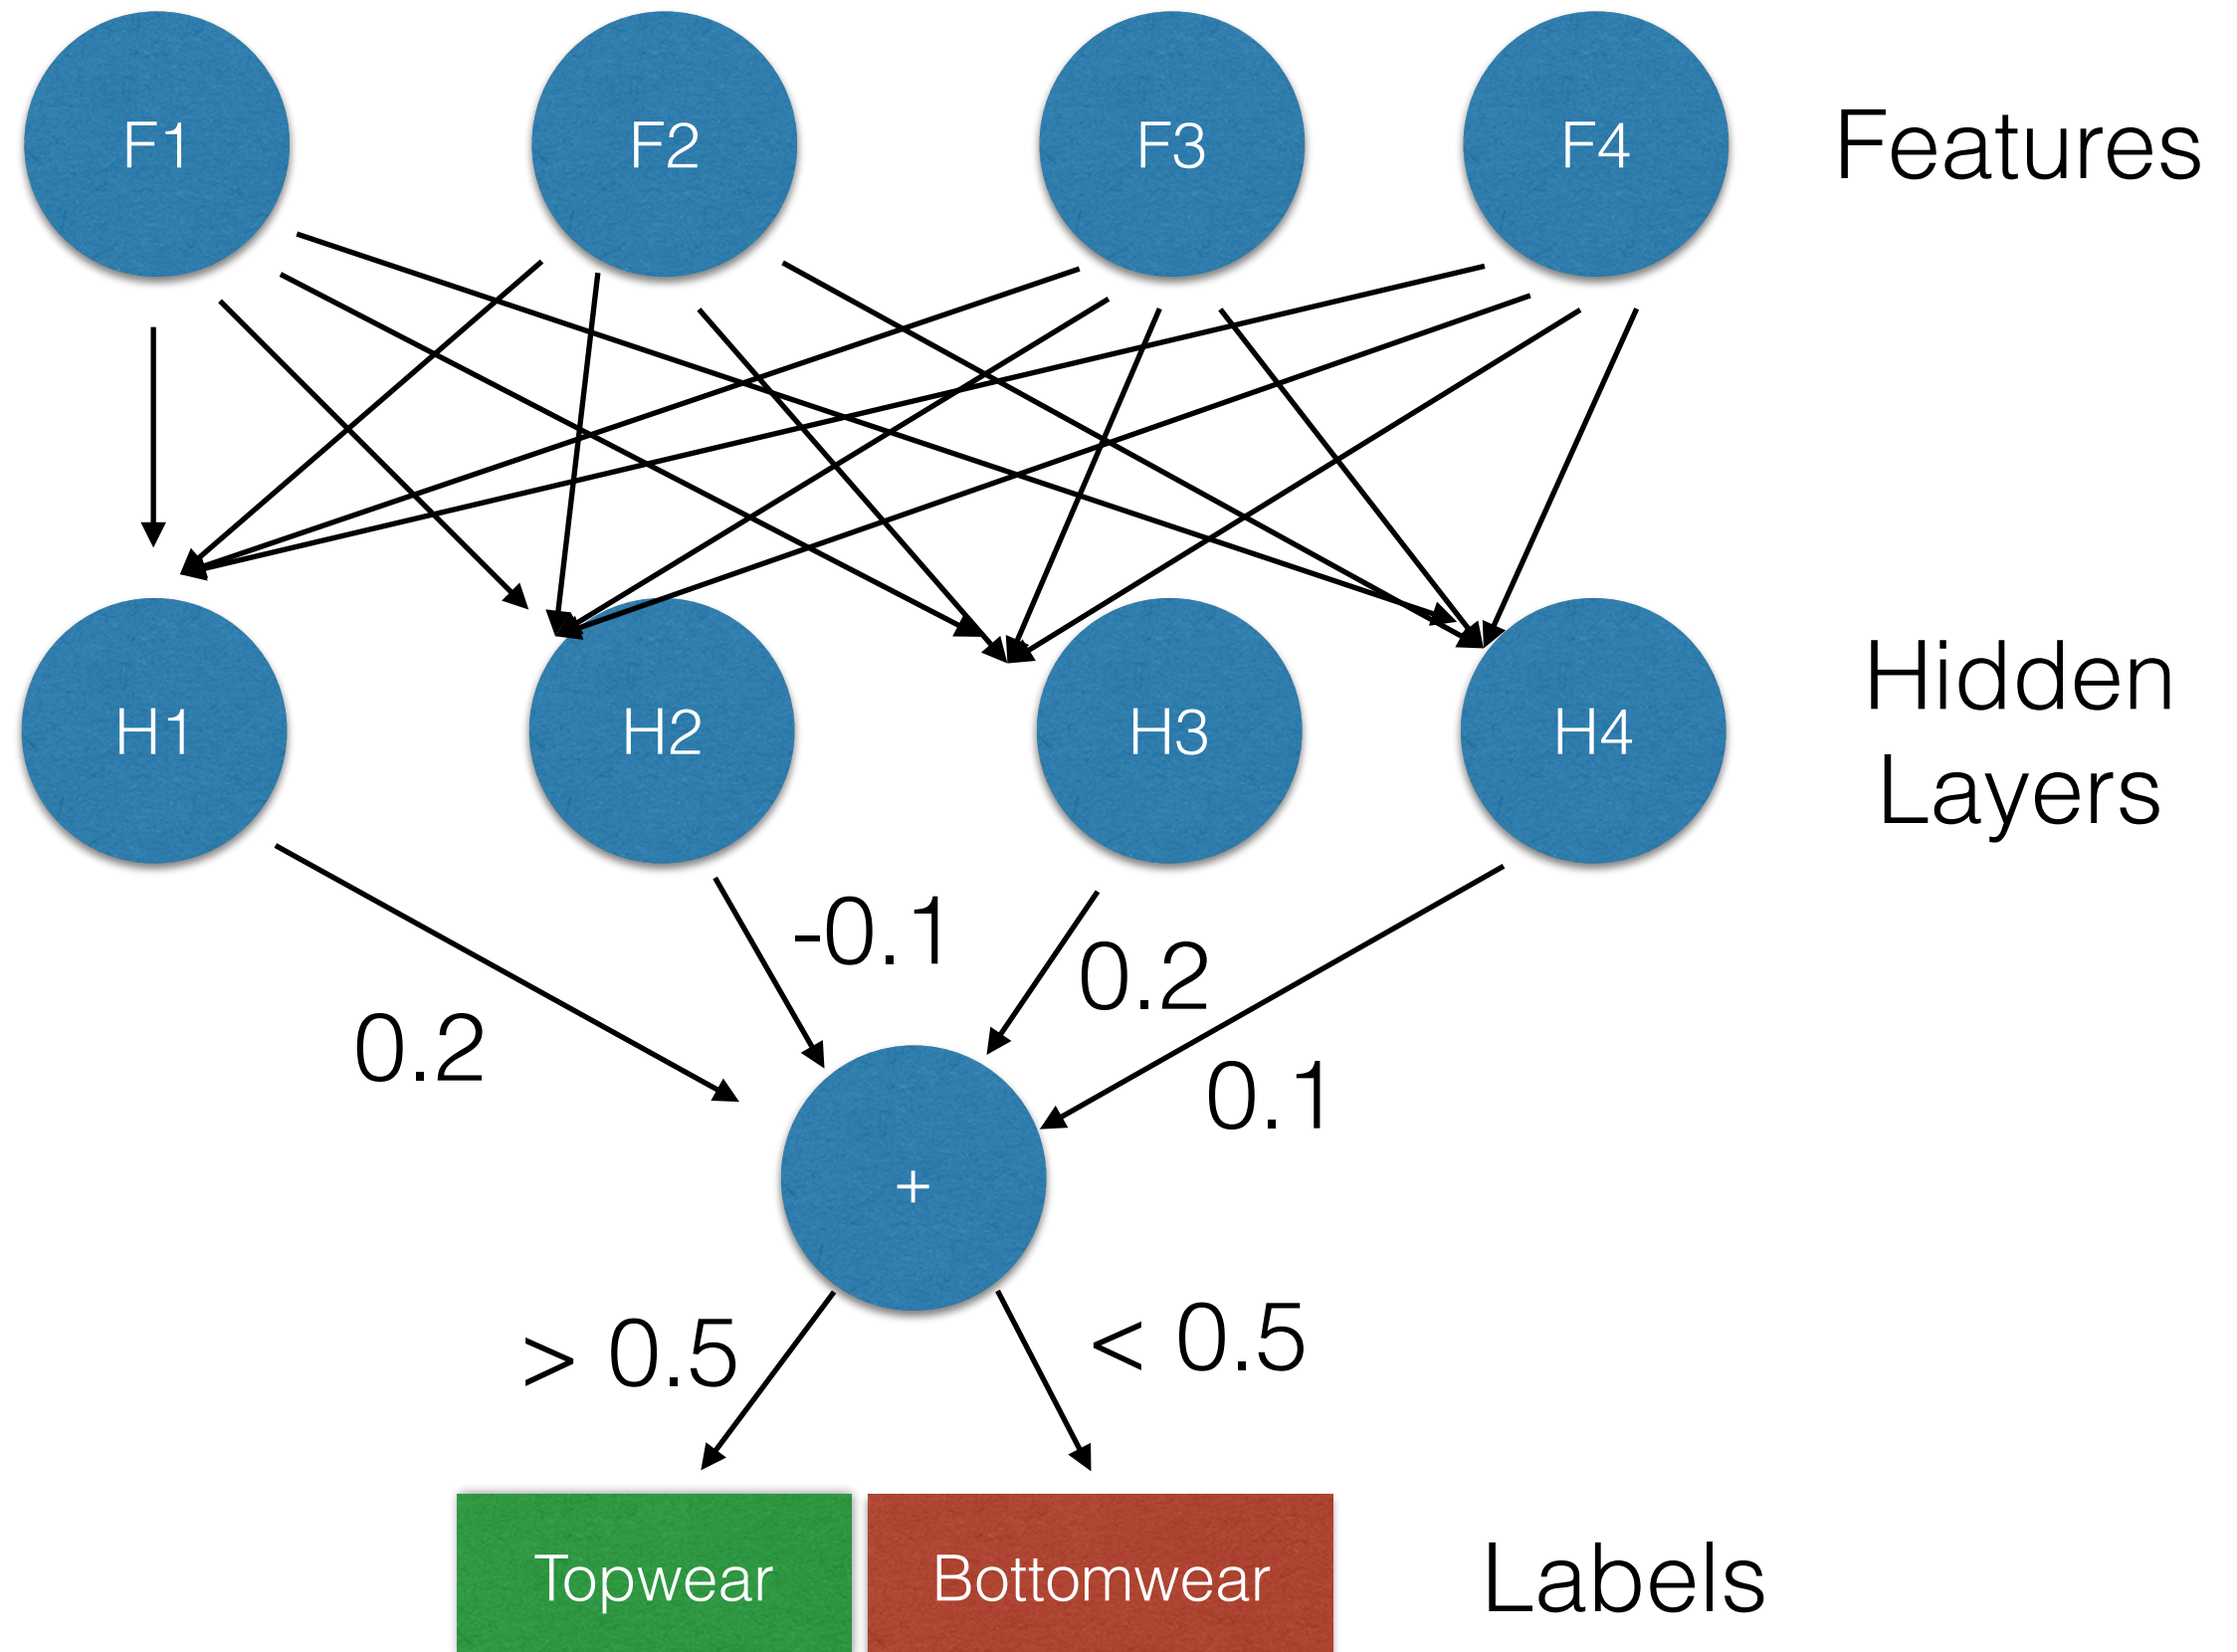 F1
F2
F3
F4
Features
H1
H2
H3
H4
Hidden
Layers
-0.1
0.2
0.2
0.1
+
> 0.5
< 0.5
Topwear
Bottomwear
Labels